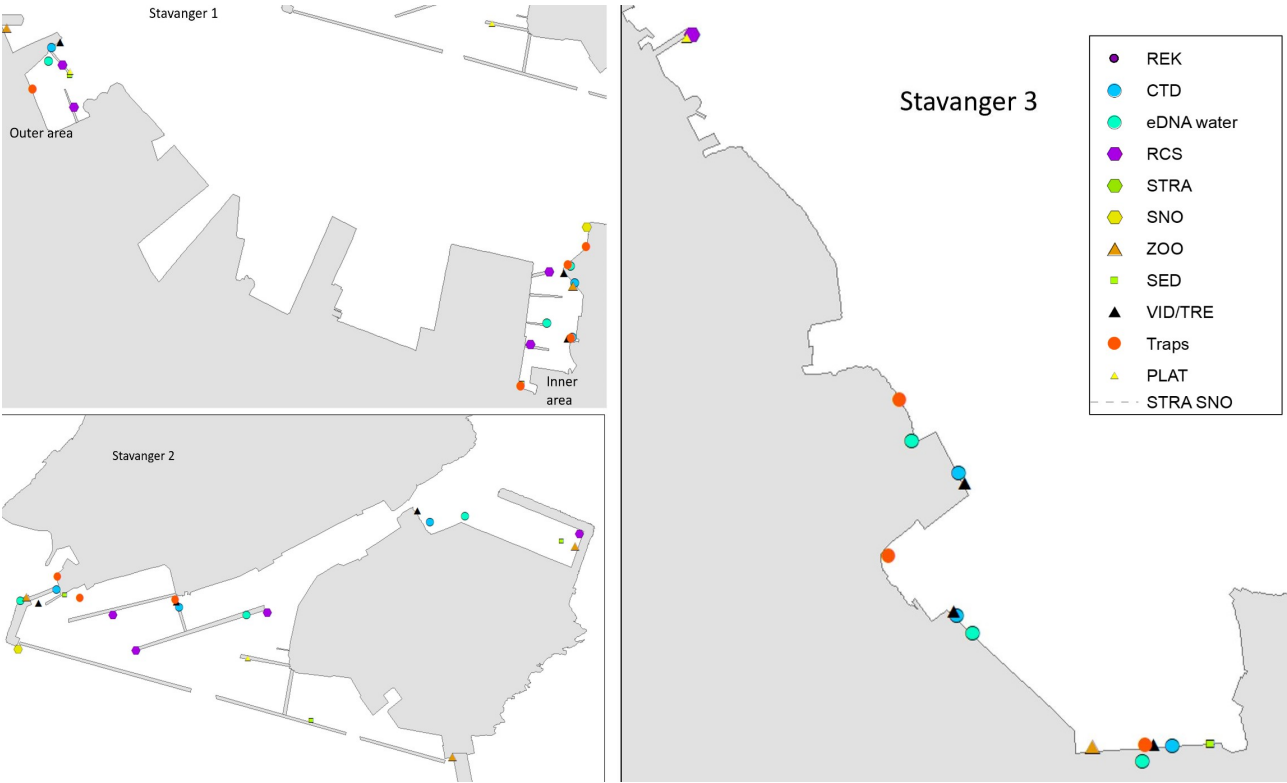 Stavanger 1
Outer area
Inner
area
Stavanger 2
Stavanger 3
REK
CTD
eDNA water
RCS
STRA
SNO
ZOO
SED
VID/TRE
Traps
PLAT
STRA SNO